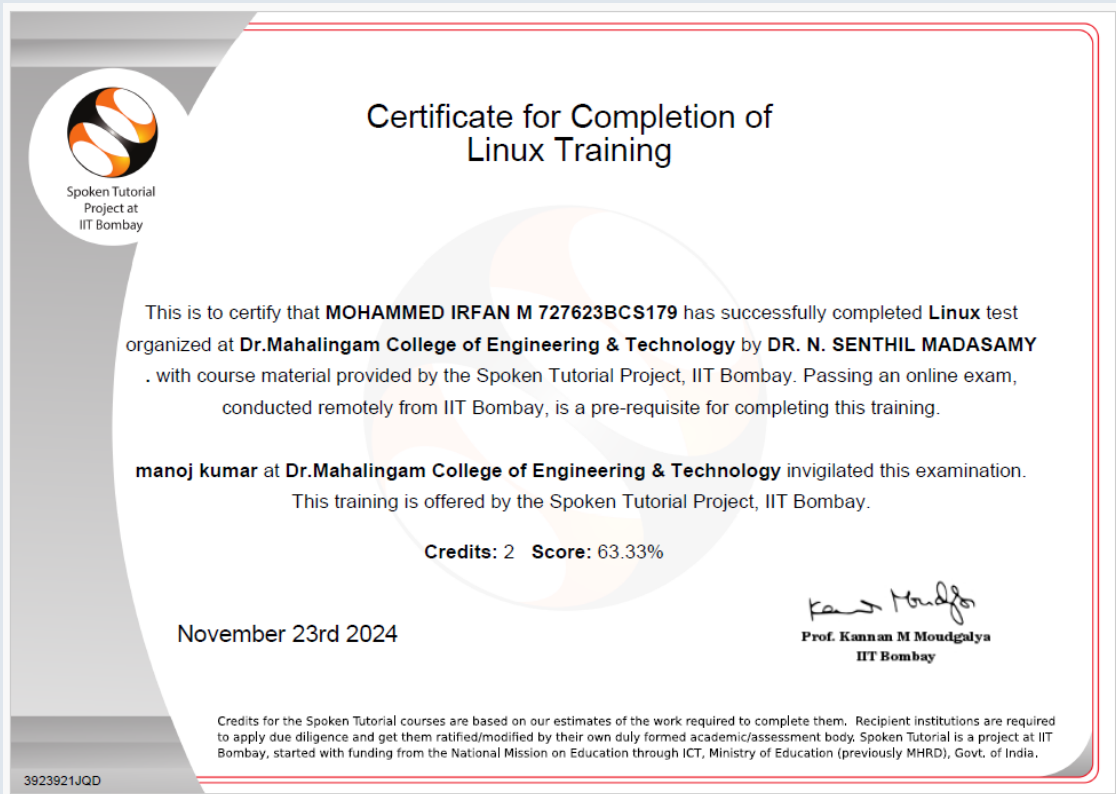 Certificate for Completion of
Linux Training
Spoken Tutorial
Project at
IIT Bombay
This is to certify that MOHAMMED IRFAN M 727623BCS179 has successfully completed Linux test
organized at Dr.Mahalingam College of Engineering & Technology by DR. N. SENTHIL MADASAMY
. with course material provided by the Spoken Tutorial Project, IIT Bombay. Passing an online exam,
conducted remotely from IIT Bombay, is a pre-requisite for completing this training.
manoj kumar at Dr.Mahalingam College of Engineering & Technology invigilated this examination.
This training is offered by the Spoken Tutorial Project, IIT Bombay.
Credits: 2 Score: 63.33%
November 23rd 2024
Kannan Moudgalya
Prof. Kannan M Moudgalya
IIT Bombay
Credits for the Spoken Tutorial courses are based on our estimates of the work required to complete them. Recipient institutions are required
to apply due diligence and get them ratified/modified by their own duly formed academic/assessment body. Spoken Tutorial is a project at IIT
Bombay, started with funding from the National Mission on Education through ICT, Ministry of Education (previously MHRD), Govt. of India.
3923921JQD